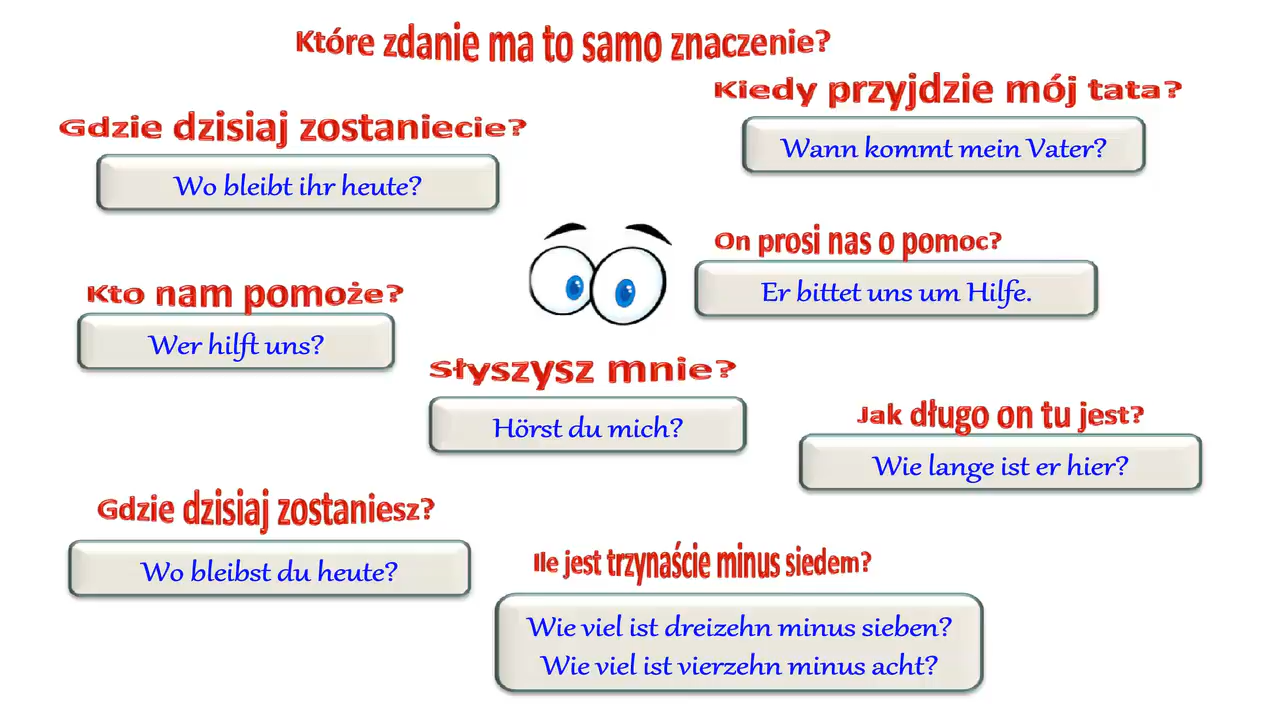 Które zdanie ma to samo znaczenie?
Kiedy przyjdzie mój tata?
Wann kommt mein Vater?
Gdzie dzisiaj zostaniecie?
Wo bleibt ihr heute?
On prosi nas o pomoc?
Er bittet uns um Hilfe.
Kto nam pomoże?
Wer hilft uns?
Słyszysz mnie?
Hörst du mich?
Jak długo on tu jest?
Wie lange ist er hier?
Gdzie dzisiaj zostaniesz?
Wo bleibst du heute?
Ile jest trzynaście minus siedem?
Wie viel ist dreizehn minus sieben?
Wie viel ist vierzehn minus acht?